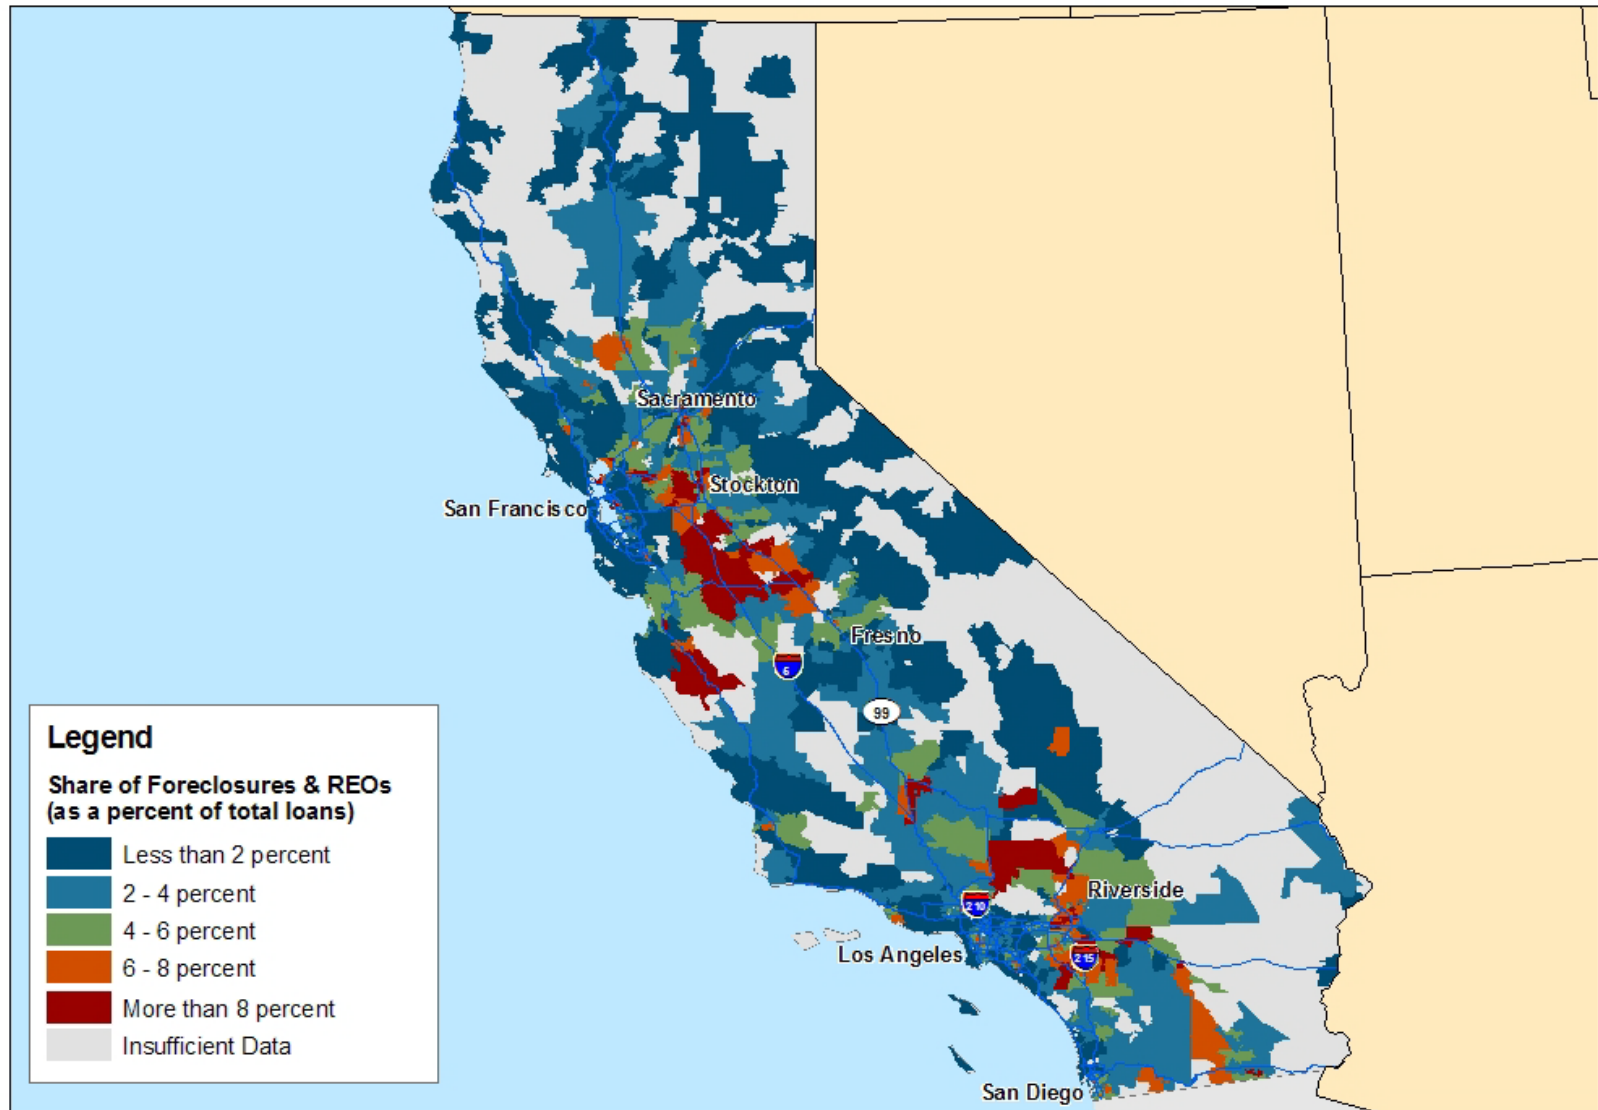 Sacramento
Stockton
San Francisco
Fresno
6
99
Riverside
210
Los Angeles
215
San Diego
Legend
Share of Foreclosures & REOs
(as a percent of total loans)
Less than 2 percent
2 - 4 percent
4 - 6 percent
6 - 8 percent
More than 8 percent
Insufficient Data